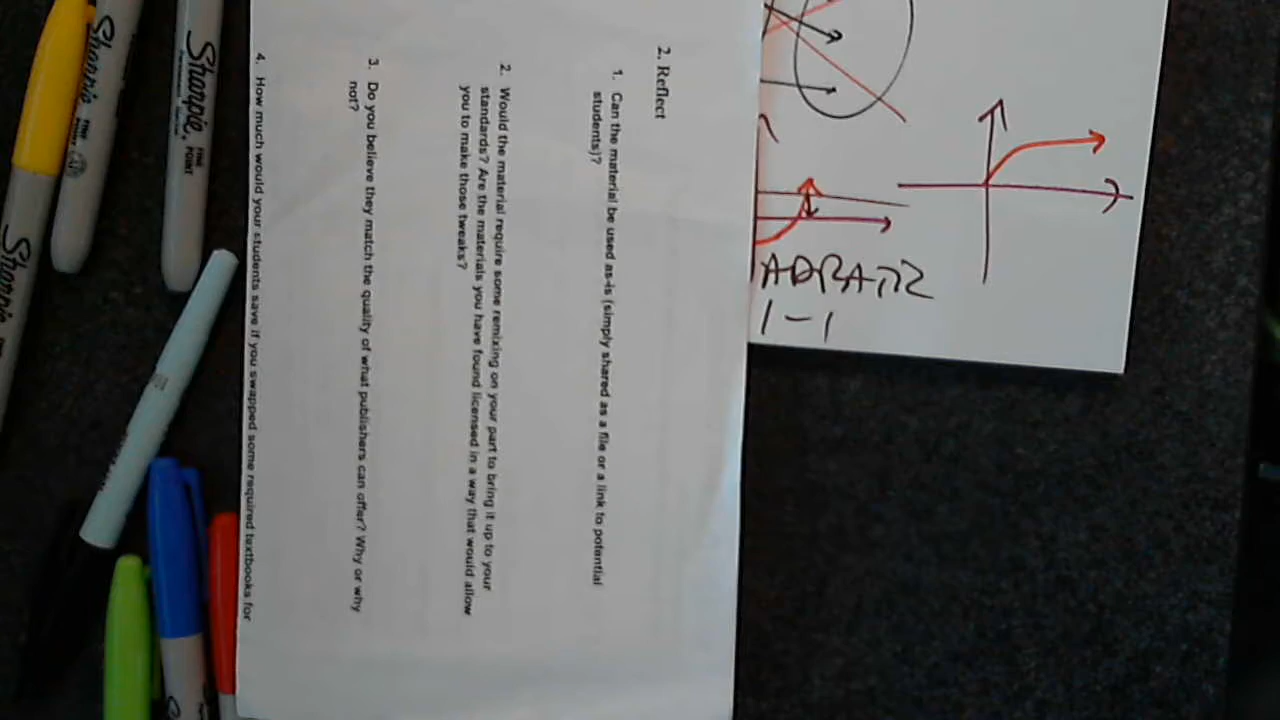 2. Reflect
1. Can the material be used as-is (simply shared as a file or a link to potential
students)?
2. Would the material require some remixing on your part to bring it up to your
standards? Are the materials you have found licensed in a way that would allow
you to make those tweaks?
3. Do you believe they match the quality of what publishers can offer? Why or why
not?
4. How much would your students save if you swapped some required textbooks for
1-1
Sharpie
FINE
Sharpie.
FINE
POINT
Sharpie